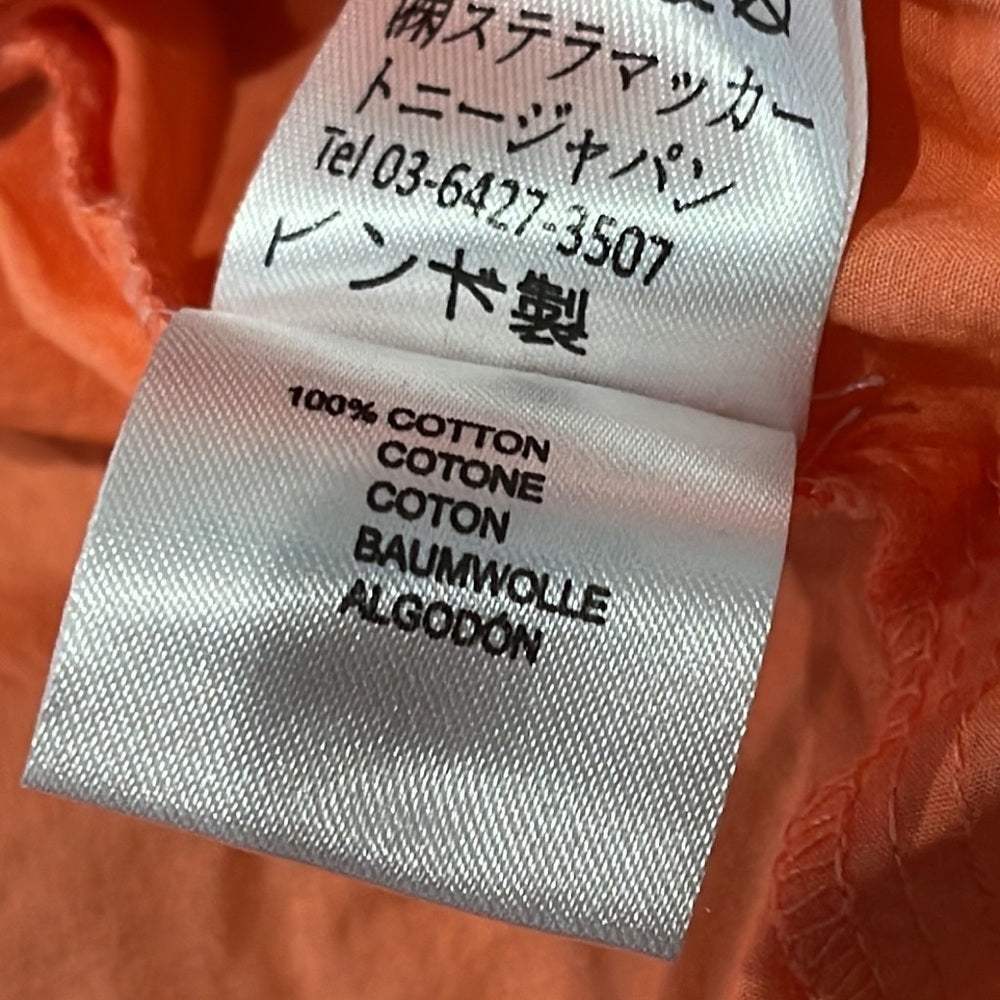 ㈱ステラマッカー
トニージャパン
Tel 03-6427-3507
インド製
100% COTTON
COTONE
COTON
BAUMWOLLE
ALGODÓN